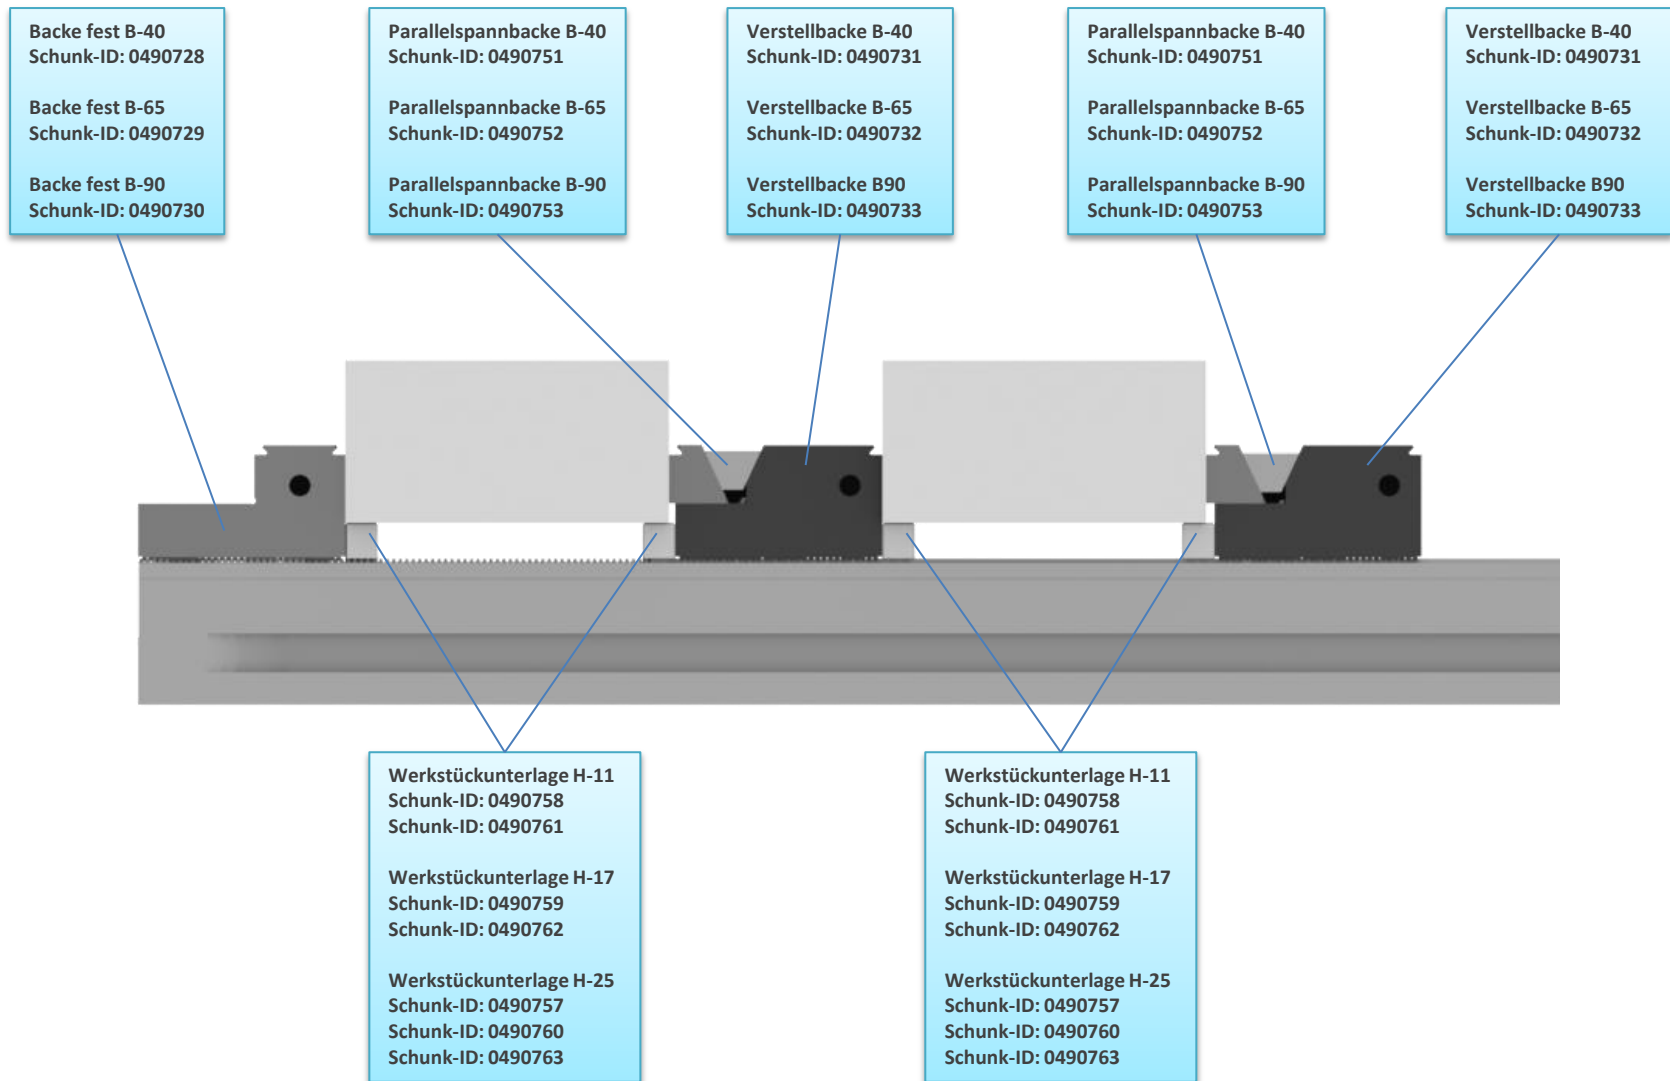 Backe fest B-40
Schunk-ID: 0490728
Backe fest B-65
Schunk-ID: 0490729
Backe fest B-90
Schunk-ID: 0490730
Parallelspannbacke B-40
Schunk-ID: 0490751
Parallelspannbacke B-65
Schunk-ID: 0490752
Parallelspannbacke B-90
Schunk-ID: 0490753
Verstellbacke B-40
Schunk-ID: 0490731
Verstellbacke B-65
Schunk-ID: 0490732
Verstellbacke B90
Schunk-ID: 0490733
Parallelspannbacke B-40
Schunk-ID: 0490751
Parallelspannbacke B-65
Schunk-ID: 0490752
Parallelspannbacke B-90
Schunk-ID: 0490753
Verstellbacke B-40
Schunk-ID: 0490731
Verstellbacke B-65
Schunk-ID: 0490732
Verstellbacke B90
Schunk-ID: 0490733
Werkstückunterlage H-11
Schunk-ID: 0490758
Schunk-ID: 0490761
Werkstückunterlage H-17
Schunk-ID: 0490759
Schunk-ID: 0490762
Werkstückunterlage H-25
Schunk-ID: 0490757
Schunk-ID: 0490760
Schunk-ID: 0490763
Werkstückunterlage H-11
Schunk-ID: 0490758
Schunk-ID: 0490761
Werkstückunterlage H-17
Schunk-ID: 0490759
Schunk-ID: 0490762
Werkstückunterlage H-25
Schunk-ID: 0490757
Schunk-ID: 0490760
Schunk-ID: 0490763